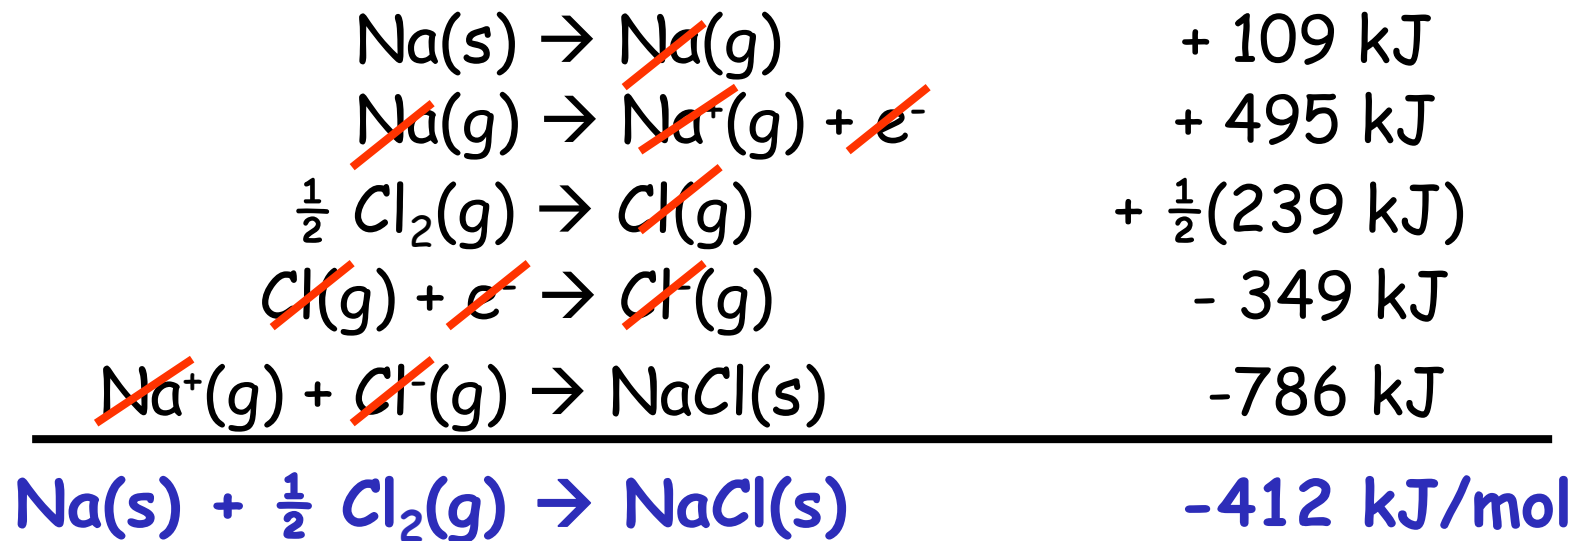 Na(s) → Na(g) + 109 kJ
Na(g) → Na⁺(g) + e⁻ + 495 kJ
½ Cl₂(g) → Cl(g) + ½(239 kJ)
Cl(g) + e⁻ → Cl⁻(g) - 349 kJ
Na⁺(g) + Cl⁻(g) → NaCl(s) -786 kJ
Na(s) + ½ Cl₂(g) → NaCl(s) -412 kJ/mol